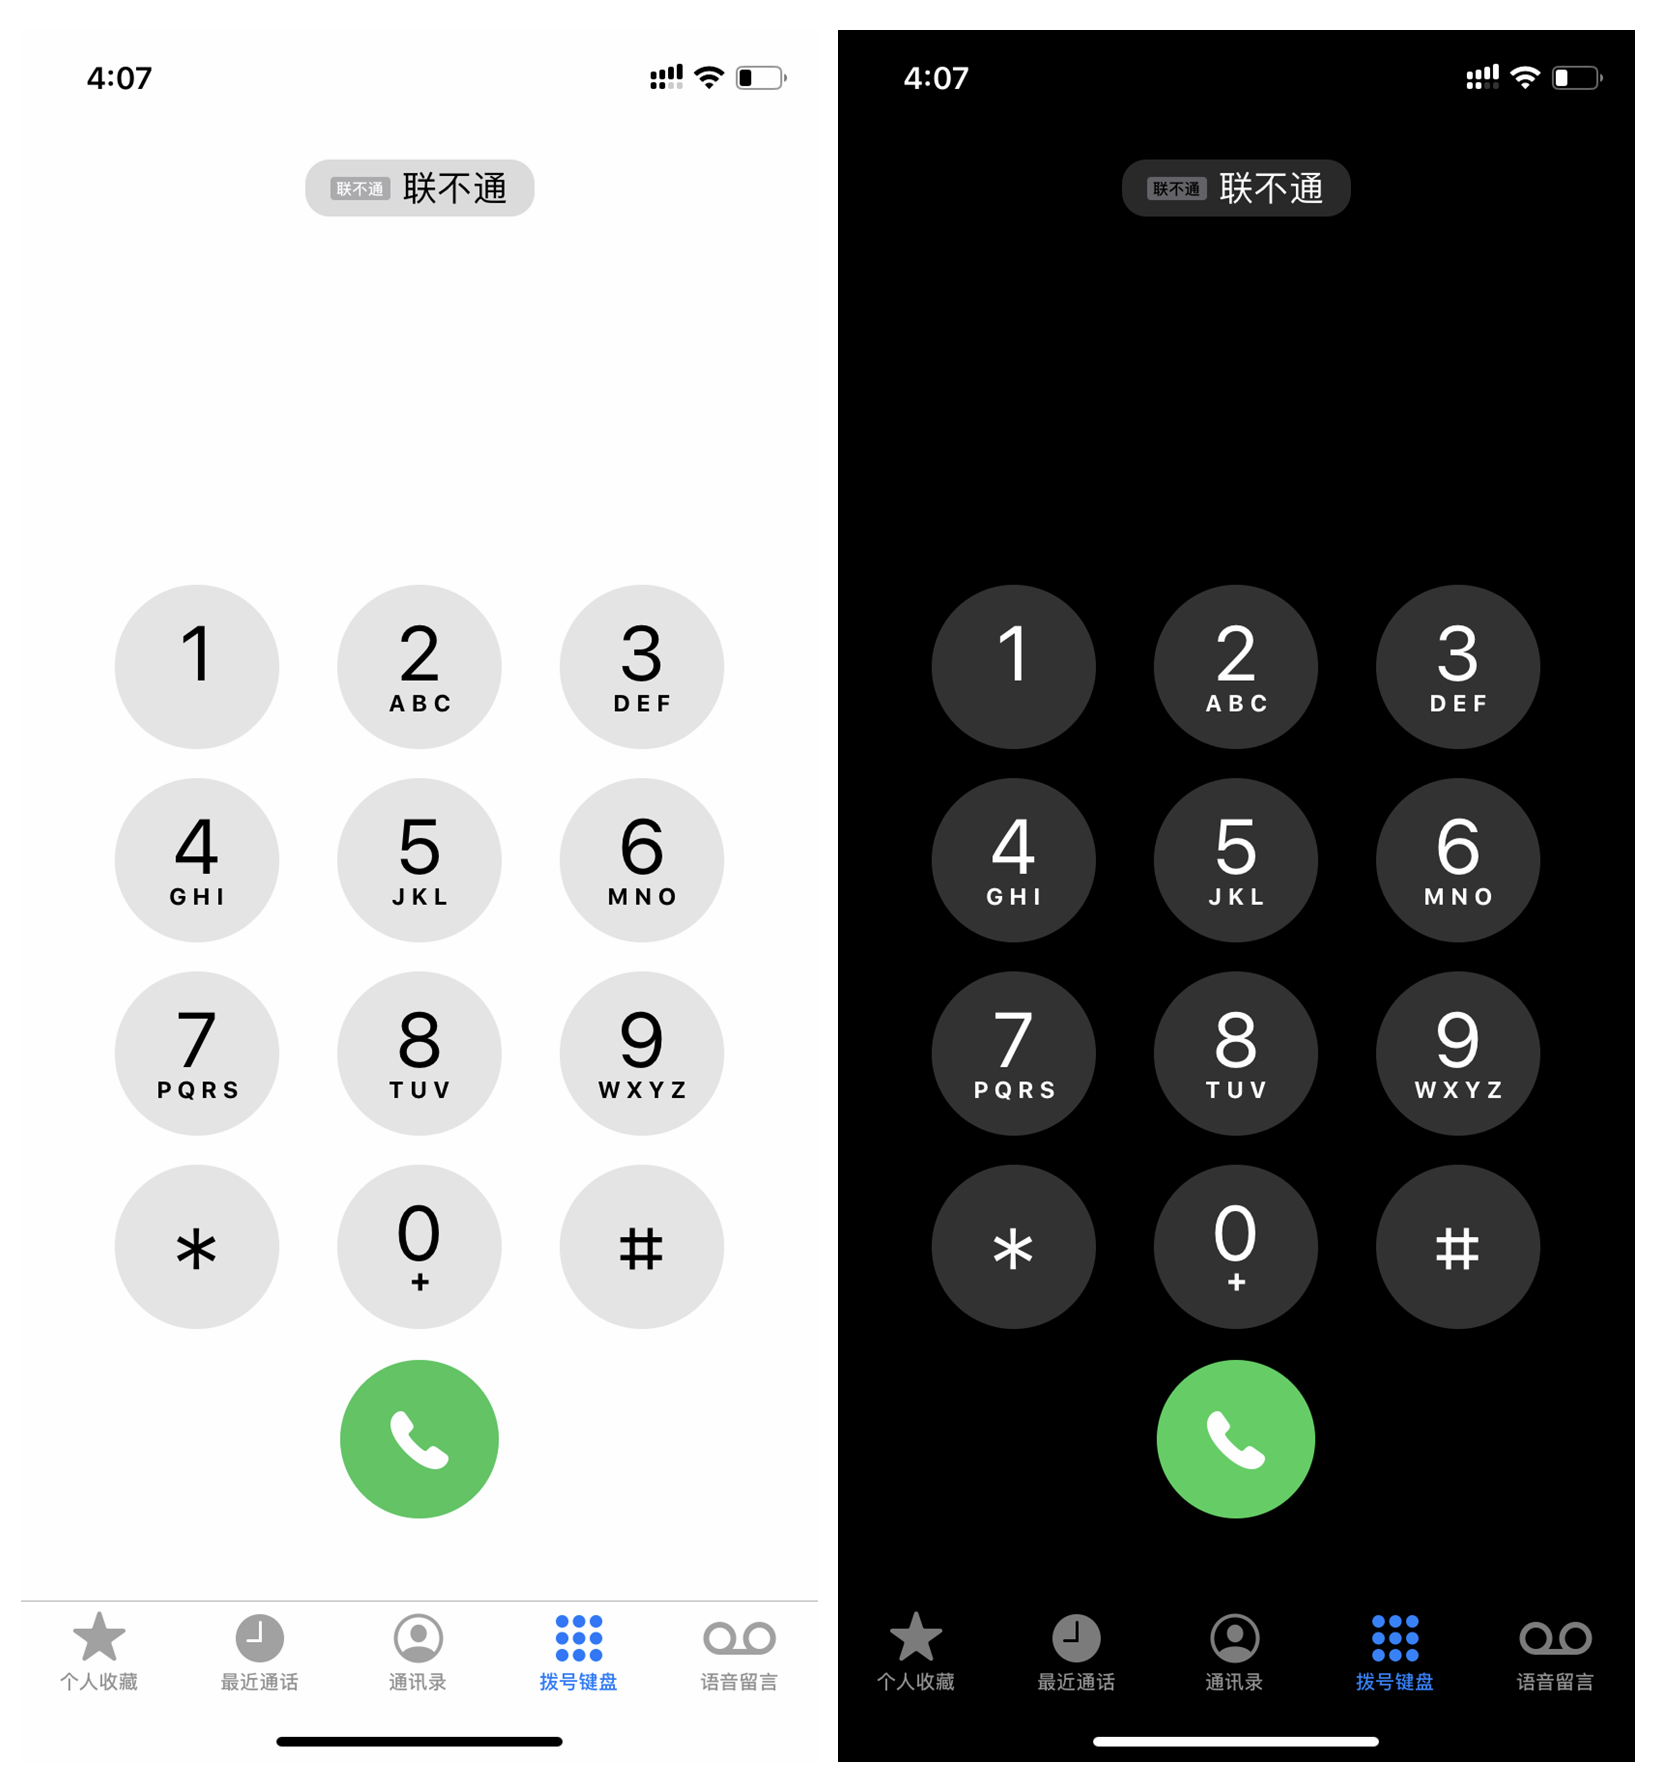 4:07
联不通 联不通
1
2
3
ABC
DEF
4
5
6
GHI
JKL
MNO
7
8
9
PQRS
TUV
WXYZ
*
0
#
+
个人收藏
最近通话
通讯录
拨号键盘
语音留言
4:07
联不通 联不通
1
2
3
ABC
DEF
4
5
6
GHI
JKL
MNO
7
8
9
PQRS
TUV
WXYZ
*
0
#
+
个人收藏
最近通话
通讯录
拨号键盘
语音留言